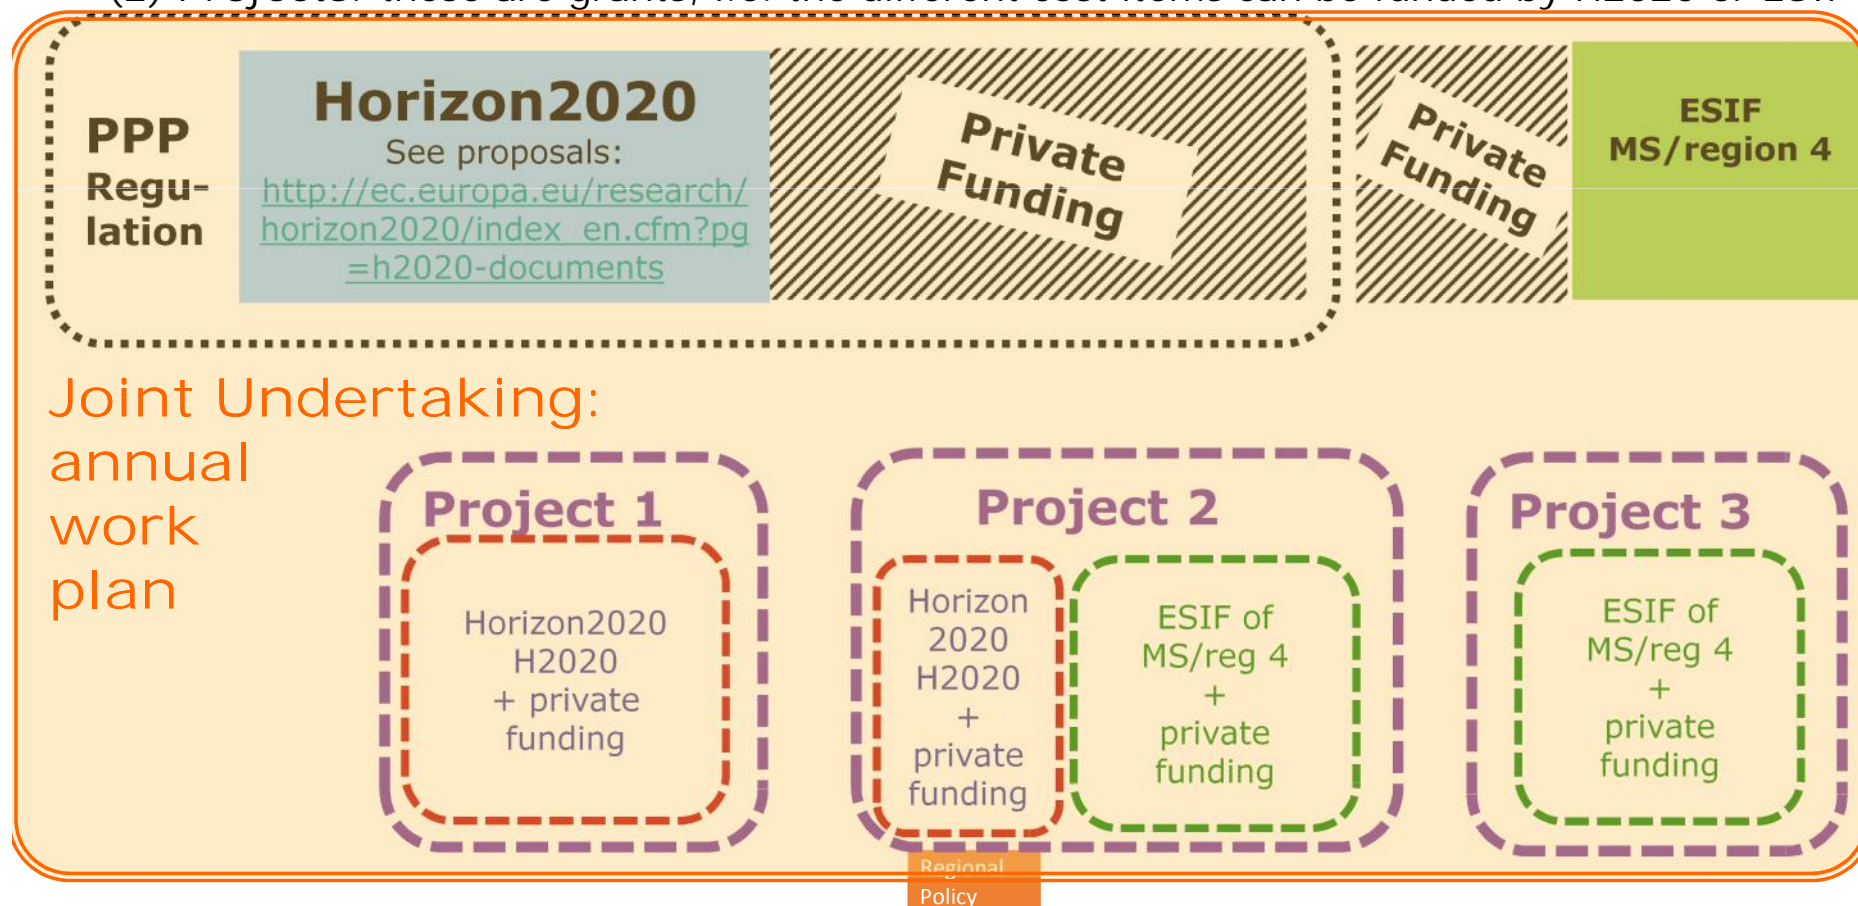 PPP
Regu-
lation
Horizon2020
See proposals:
http://ec.europa.eu/research/
horizon2020/index_en.cfm?pg
=h2020-documents
Private
Funding
Private
Funding
ESIF
MS/region 4
Joint Undertaking:
annual
work
plan
Project 1
Horizon2020
H2020
+ private
funding
Project 2
Horizon
2020
H2020
+
private
funding
ESIF of
MS/reg 4
+
private
funding
Project 3
ESIF of
MS/reg 4
+
private
funding
Regional
Policy